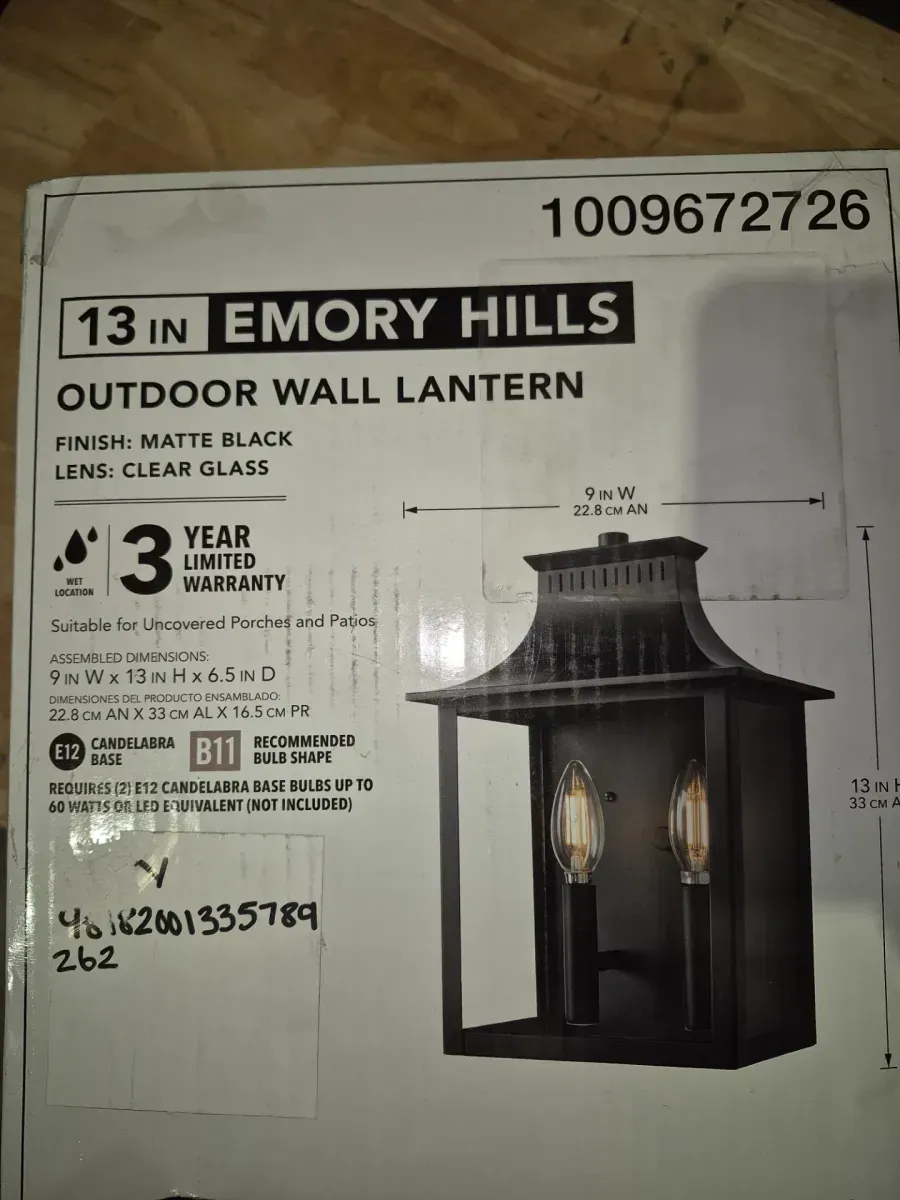 1009672726
13 IN EMORY HILLS
OUTDOOR WALL LANTERN
FINISH: MATTE BLACK
LENS: CLEAR GLASS
9 IN W
22.8 CM AN
WET
LOCATION
3 YEAR
LIMITED
WARRANTY
Suitable for Uncovered Porches and Patios
ASSEMBLED DIMENSIONS:
9 IN W x 13 IN H x 6.5 IN D
DIMENSIONES DEL PRODUCTO ENSAMBLADO:
22.8 CM AN X 33 CM AL X 16.5 CM PR
E12 CANDELABRA
BASE
B11 RECOMMENDED
BULB SHAPE
REQUIRES (2) E12 CANDELABRA BASE BULBS UP TO
60 WATTS OR LED EQUIVALENT (NOT INCLUDED)
13 IN H
33 CM A
Y
48182001335789
262